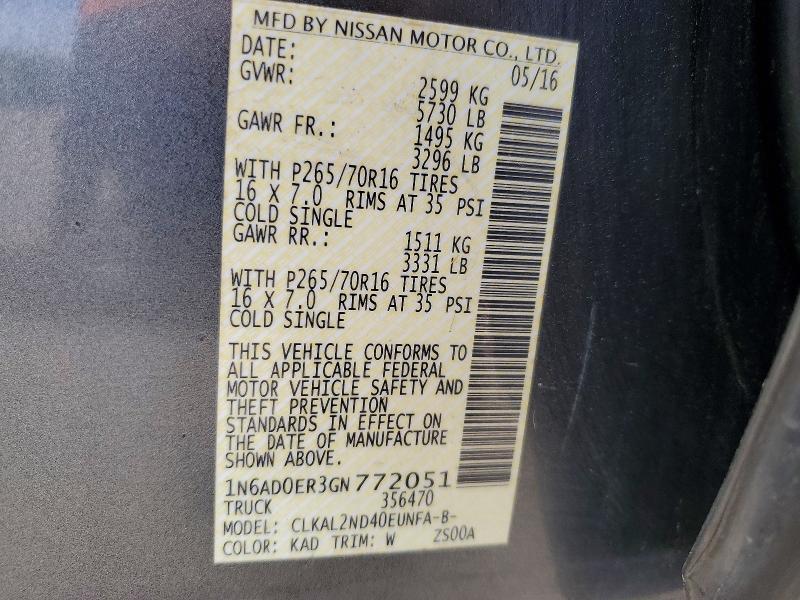 MFD BY NISSAN MOTOR CO., LTD.
DATE: 05/16
GVWR: 2599 KG
5730 LB
GAWR FR.: 1495 KG
3296 LB
WITH P265/70R16 TIRES
16 X 7.0 RIMS AT 35 PSI
COLD SINGLE
GAWR RR.: 1511 KG
3331 LB
WITH P265/70R16 TIRES
16 X 7.0 RIMS AT 35 PSI
COLD SINGLE
THIS VEHICLE CONFORMS TO
ALL APPLICABLE FEDERAL
MOTOR VEHICLE SAFETY AND
THEFT PREVENTION
STANDARDS IN EFFECT ON
THE DATE OF MANUFACTURE
SHOWN ABOVE.
1N6AD0ER3GN772051
TRUCK 356470
MODEL: CLKAL2ND40EUNFA-B-
COLOR: KAD TRIM: W ZS00A